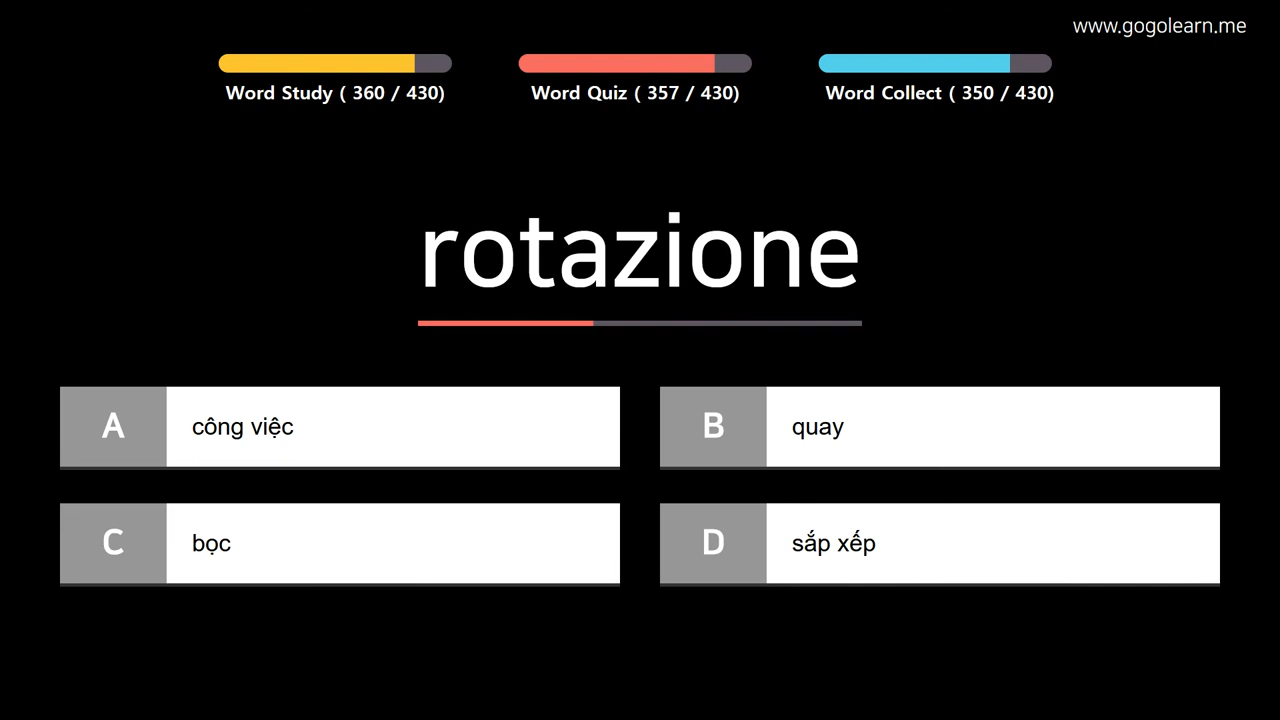 www.gogolearn.me
Word Study ( 360 / 430)
Word Quiz ( 357 / 430)
Word Collect ( 350 / 430)
rotazione
A
công việc
B
quay
C
bọc
D
sắp xếp